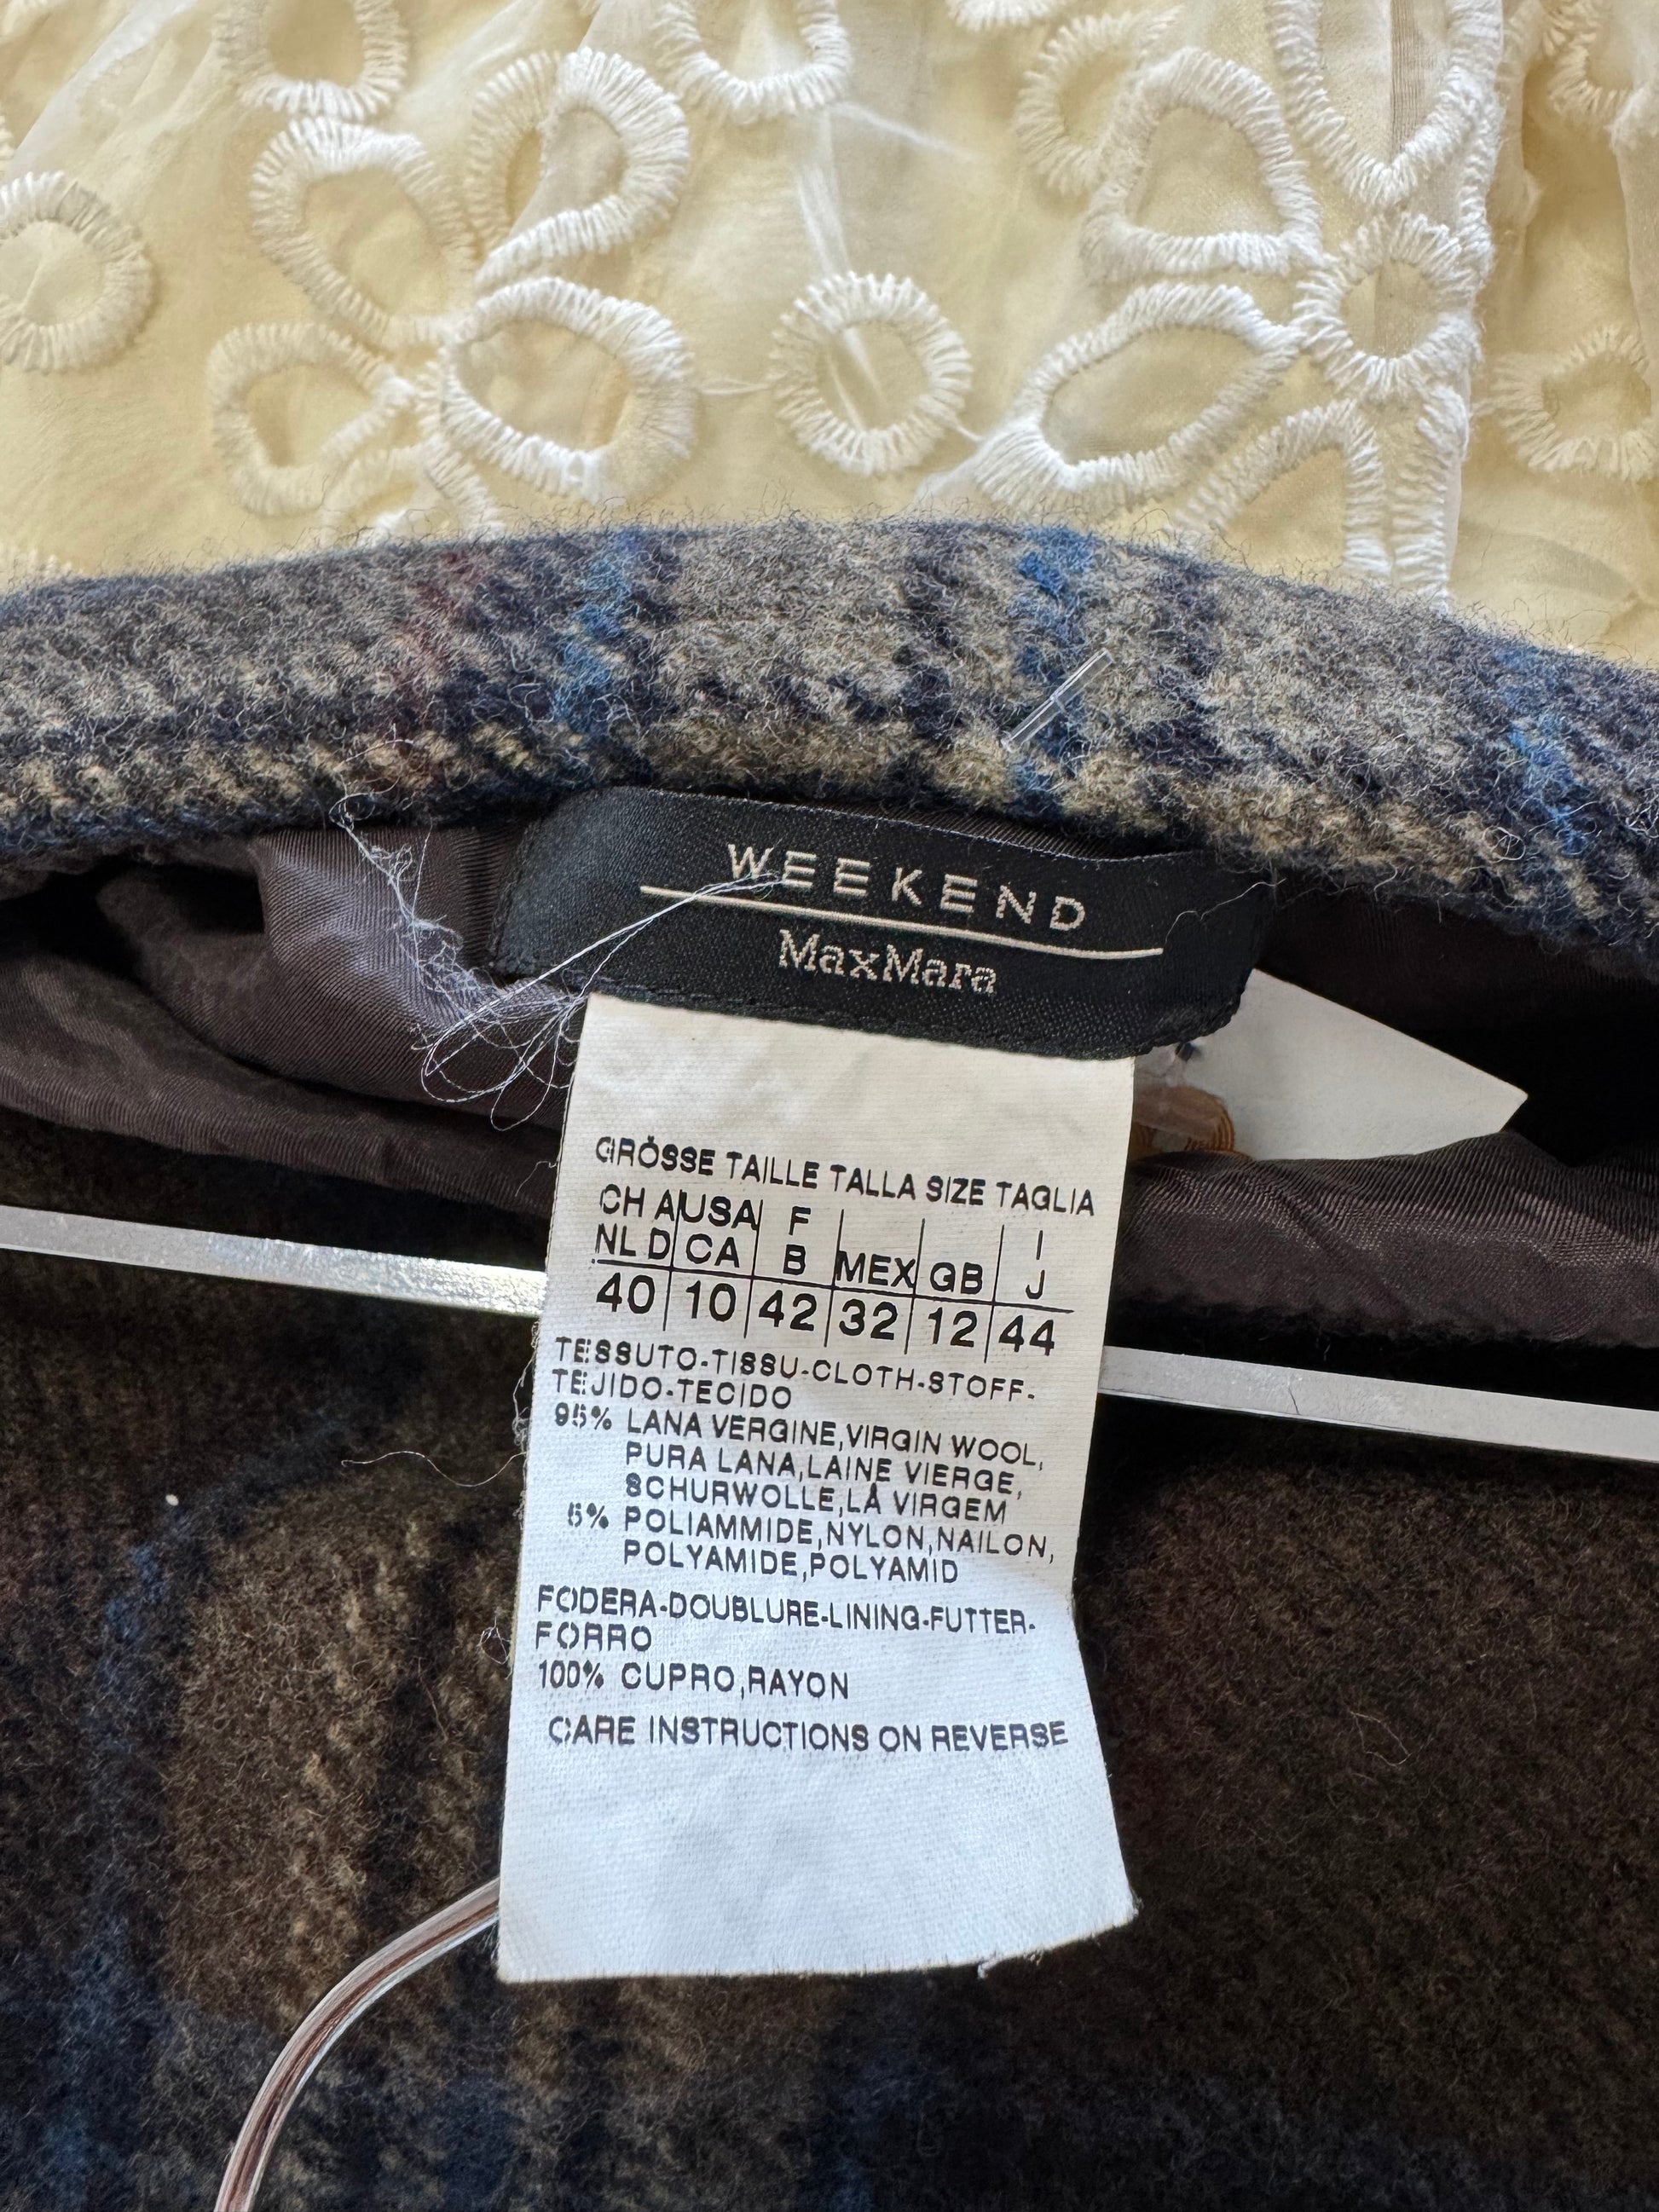 WEEKEND
MaxMara
GRÖSSE TAILLE TALLA SIZE TAGLIA
CH A USA F I
NL D CA B MEX GB J
40 10 42 32 12 44
TESSUTO-TISSU-CLOTH-STOFF-
TEJIDO-TECIDO
95% LANA VERGINE,VIRGIN WOOL,
PURA LANA,LAINE VIERGE,
SCHURWOLLE,LÃ VIRGEM
5% POLIAMMIDE,NYLON,NAILON,
POLYAMIDE,POLYAMID
FODERA-DOUBLURE-LINING-FUTTER-
FORRO
100% CUPRO,RAYON
CARE INSTRUCTIONS ON REVERSE